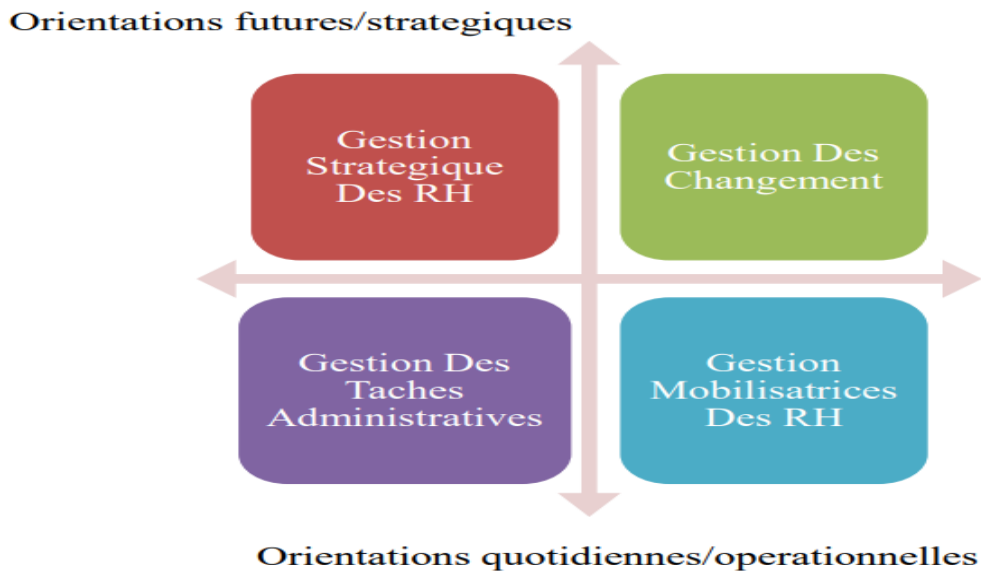 Orientations futures/strategiques
Gestion
Strategique
Des RH
Gestion Des
Changement
Gestion Des
Taches
Administratives
Gestion
Mobilisatrices
Des RH
Orientations quotidiennes/operationnelles